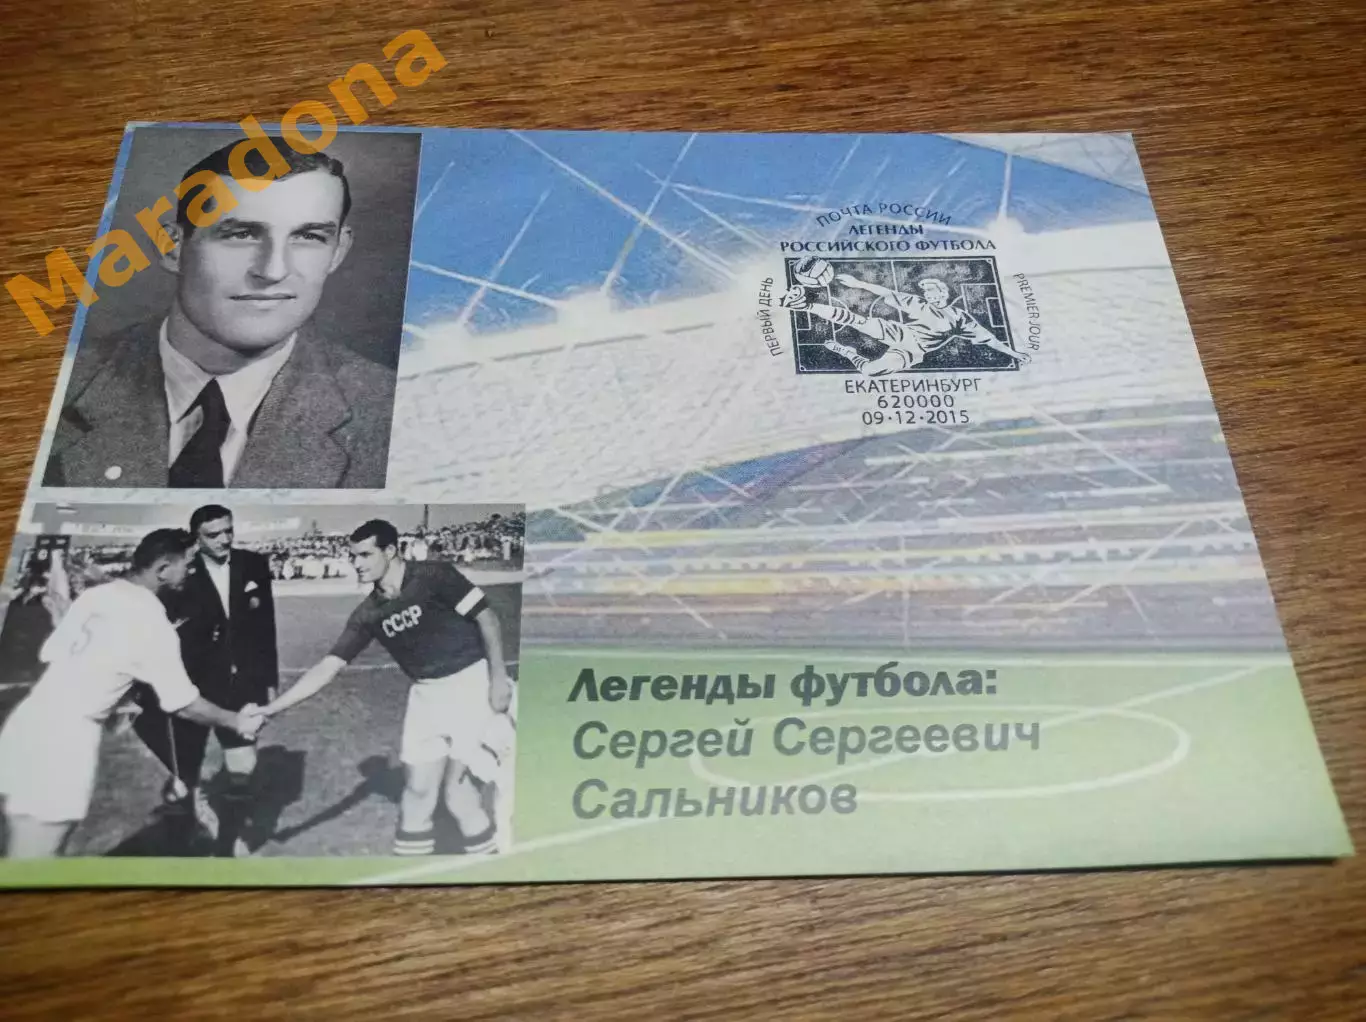 Maradona
ПОЧТА РОССИИ
ЛЕГЕНДЫ
РОССИЙСКОГО ФУТБОЛА
ПЕРВЫЙ ДЕНЬ
PREMIER JOUR
ЕКАТЕРИНБУРГ
620000
09·12·2015
5
СССР
Легенды футбола:
Сергей Сергеевич
Сальников